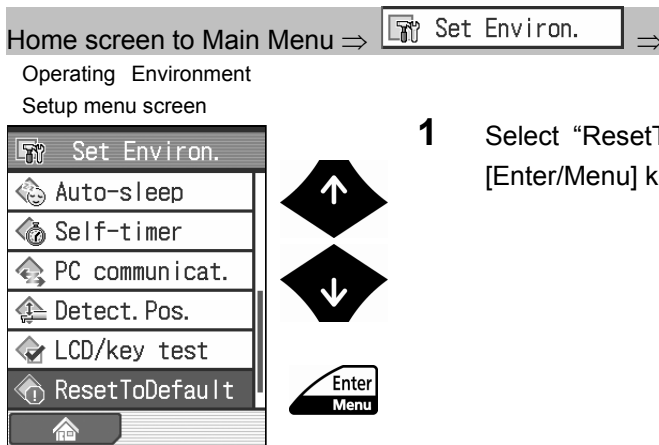 Home screen to Main Menu ⇒ Set Environ. ⇒
Operating Environment
Setup menu screen
Set Environ.
Auto-sleep
Self-timer
PC communicat.
Detect. Pos.
LCD/key test
ResetToDefault
Enter
Menu
1 Select “ResetT
[Enter/Menu] k